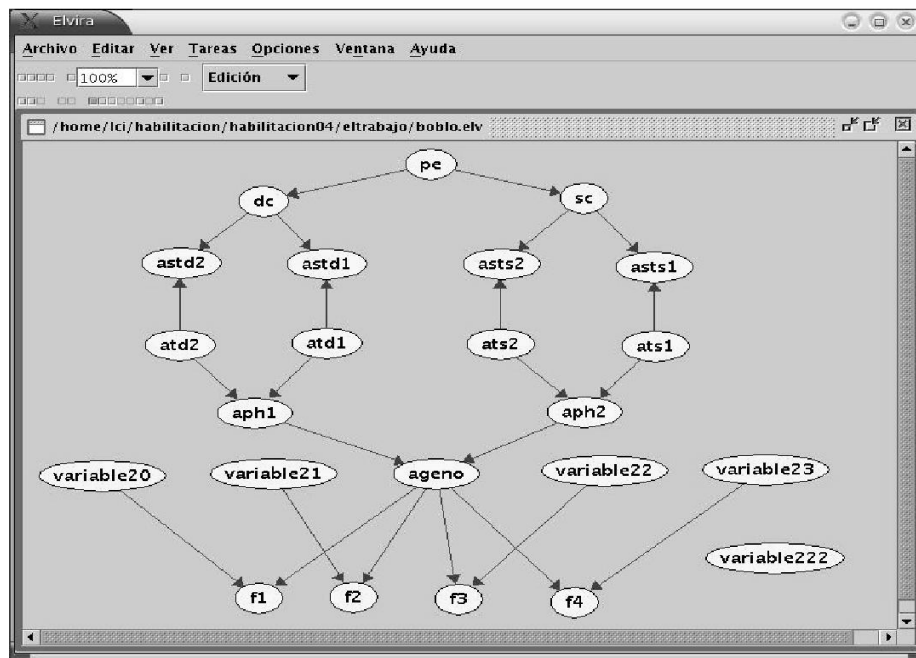 Elvira
Archivo Editar Ver Tareas Opciones Ventana Ayuda
100% Edición
/home/lci/habilitacion/habilitacion04/eltrabajo/boblo.elv
pe
dc sc
astd2 astd1 asts2 asts1
atd2 atd1 ats2 ats1
aph1 aph2
variable20 variable21 ageno variable22 variable23
variable222
f1 f2 f3 f4